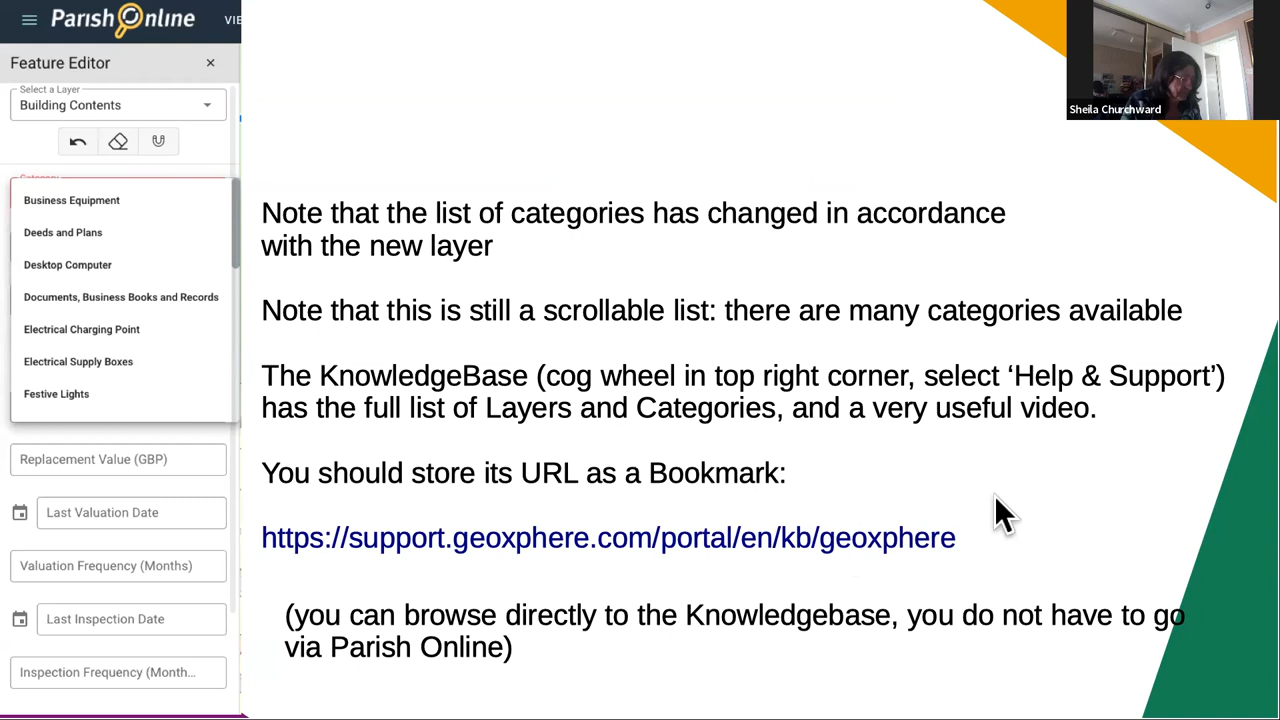 Parish Online
VIE
Feature Editor
Select a Layer
Building Contents
Business Equipment
Deeds and Plans
Desktop Computer
Documents, Business Books and Records
Electrical Charging Point
Electrical Supply Boxes
Festive Lights
Replacement Value (GBP)
Last Valuation Date
Valuation Frequency (Months)
Last Inspection Date
Inspection Frequency (Month...
Note that the list of categories has changed in accordance
with the new layer
Note that this is still a scrollable list: there are many categories available
The KnowledgeBase (cog wheel in top right corner, select ‘Help & Support’)
has the full list of Layers and Categories, and a very useful video.
You should store its URL as a Bookmark:
https://support.geoxphere.com/portal/en/kb/geoxphere
(you can browse directly to the Knowledgebase, you do not have to go
via Parish Online)
Sheila Churchward